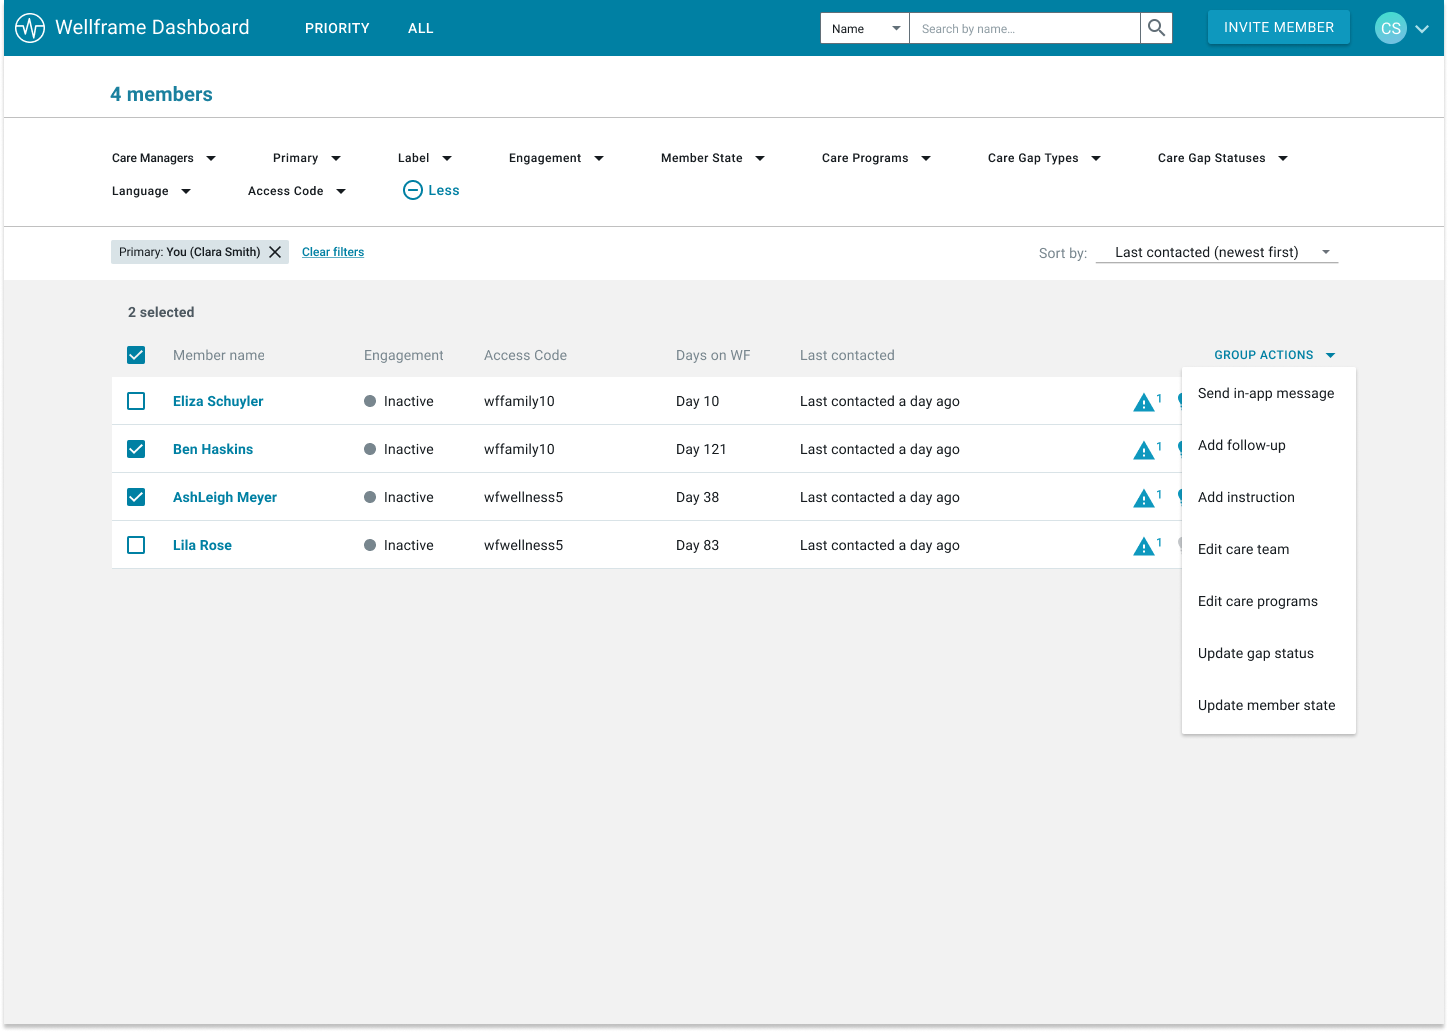 Wellframe Dashboard PRIORITY ALL Name Search by name... INVITE MEMBER CS
4 members
Care Managers Primary Label Engagement Member State Care Programs Care Gap Types Care Gap Statuses
Language Access Code Less
Primary: You (Clara Smith) Clear filters Sort by: Last contacted (newest first)
2 selected
Member name Engagement Access Code Days on WF Last contacted GROUP ACTIONS
Eliza Schuyler Inactive wffamily10 Day 10 Last contacted a day ago 1
Ben Haskins Inactive wffamily10 Day 121 Last contacted a day ago 1
AshLeigh Meyer Inactive wfwellness5 Day 38 Last contacted a day ago 1
Lila Rose Inactive wfwellness5 Day 83 Last contacted a day ago 1
Send in-app message
Add follow-up
Add instruction
Edit care team
Edit care programs
Update gap status
Update member state